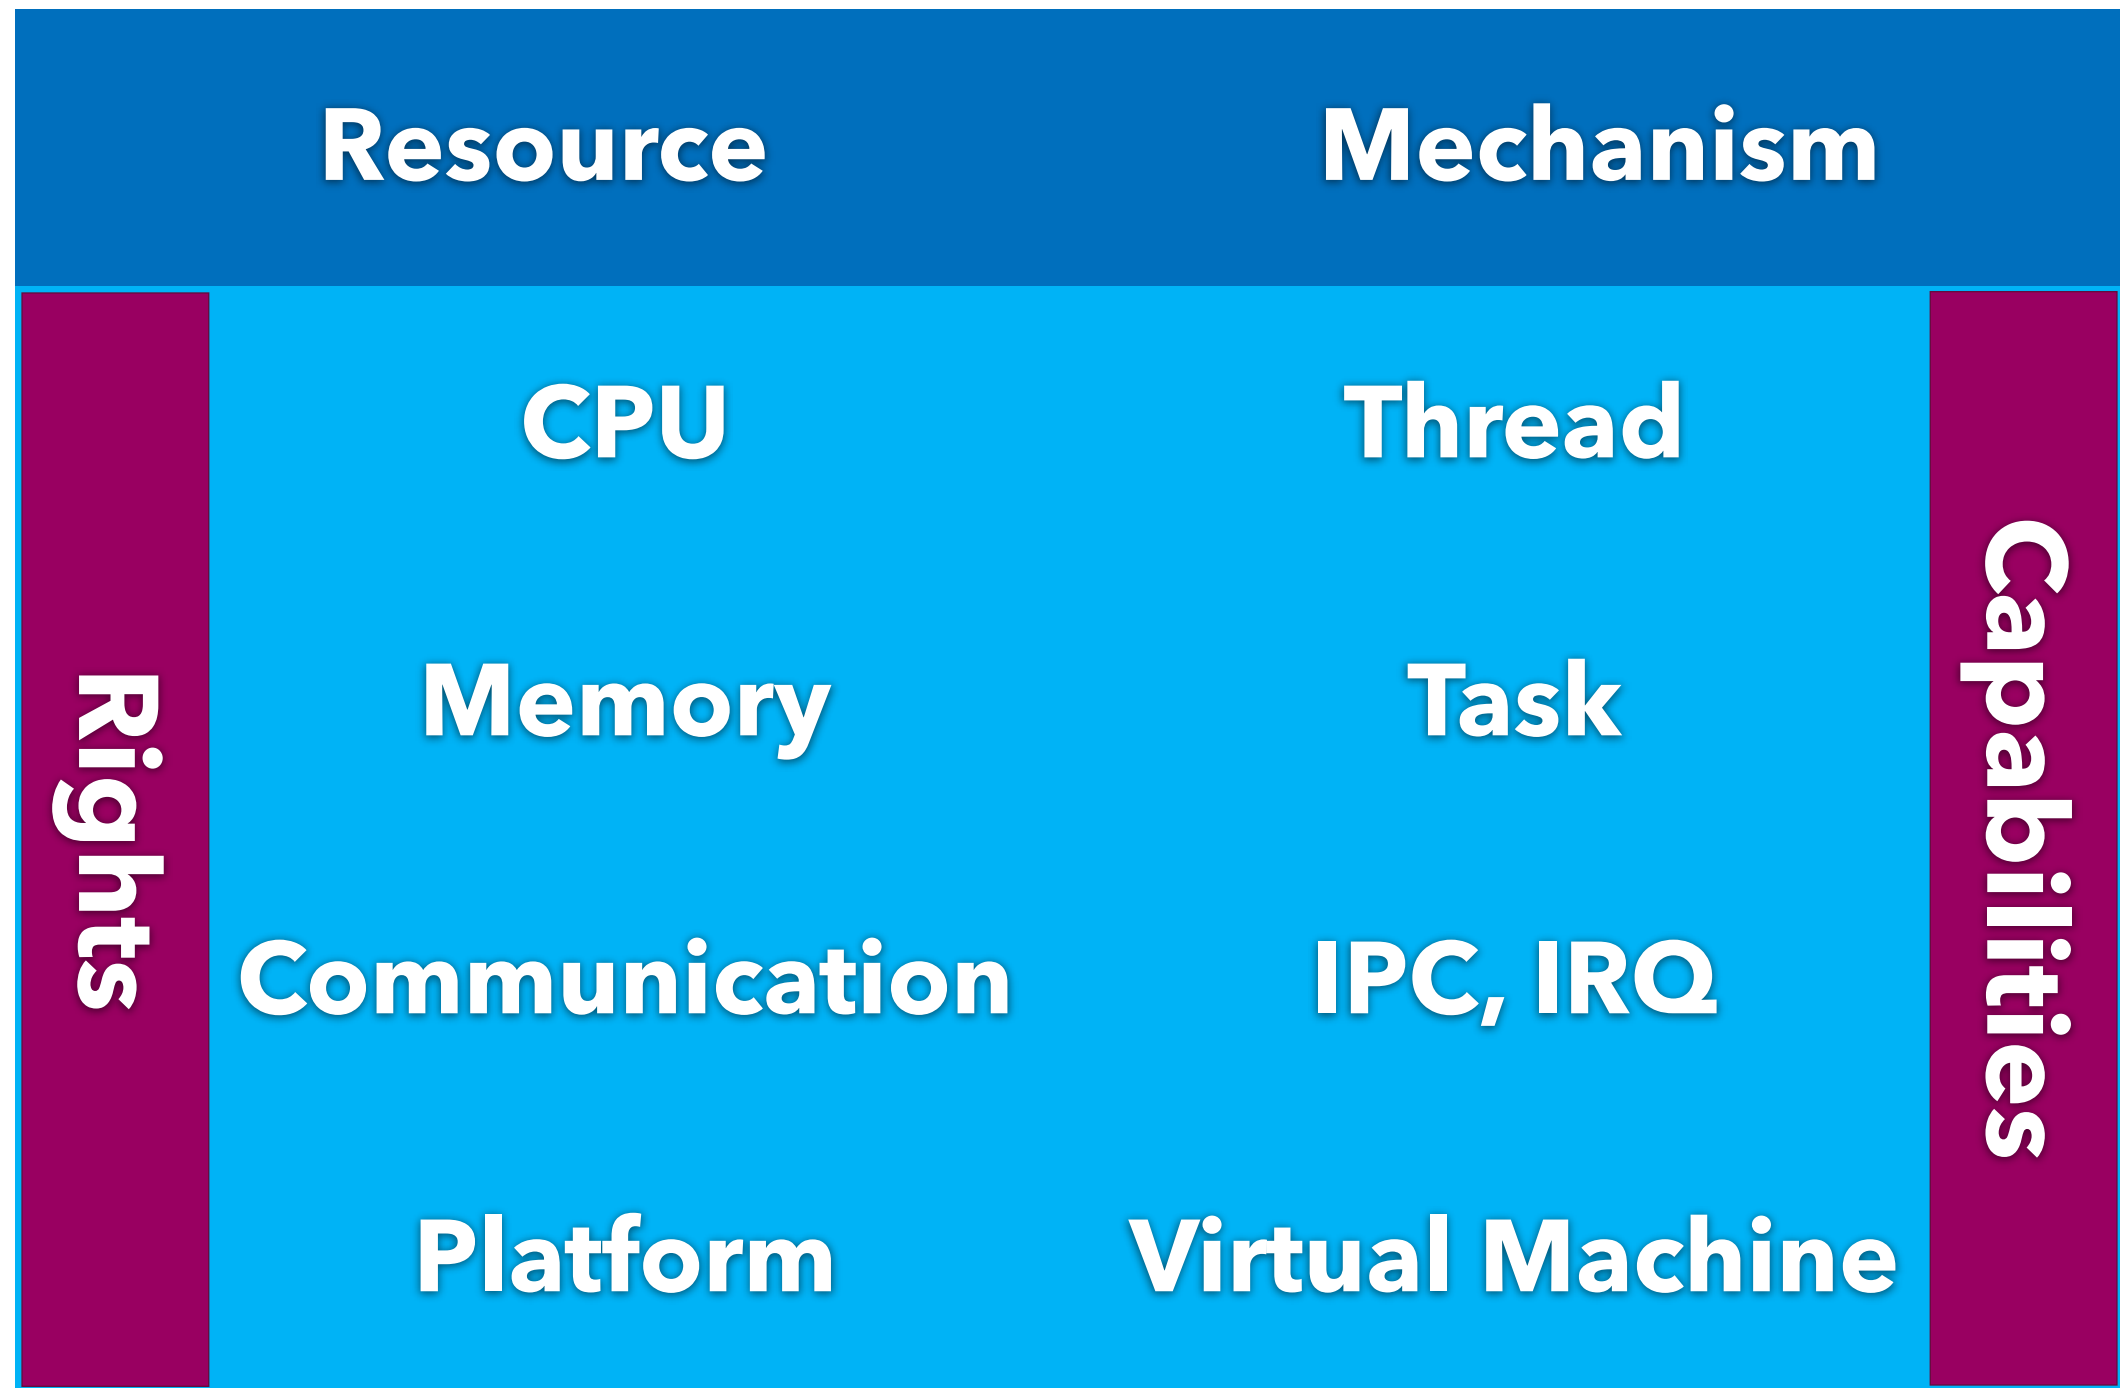 Resource Mechanism
Rights
CPU Thread
Memory Task
Communication IPC, IRQ
Platform Virtual Machine
Capabilities